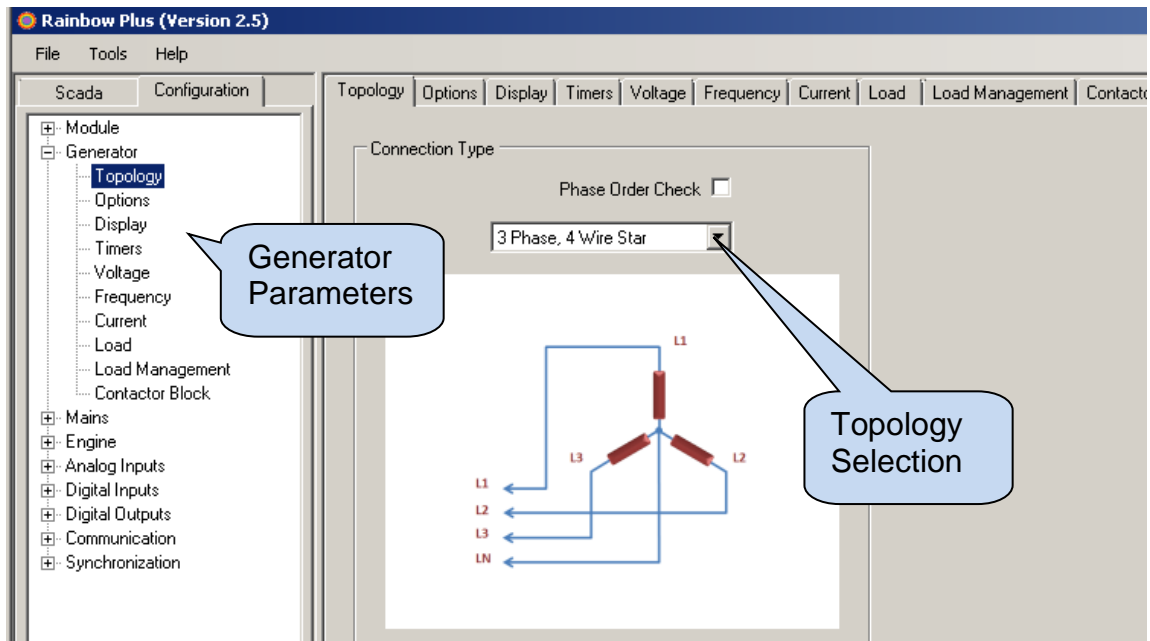 Rainbow Plus (Version 2.5)
File Tools Help
Scada Configuration
Module
Generator
Topology
Options
Display
Timers
Voltage
Frequency
Current
Load
Load Management
Contactor Block
Mains
Engine
Analog Inputs
Digital Inputs
Digital Outputs
Communication
Synchronization
Generator
Parameters
Topology Options Display Timers Voltage Frequency Current Load Load Management Contacto
Connection Type
Phase Order Check
3 Phase, 4 Wire Star
L1
L3
L2
L1
L2
L3
LN
Topology
Selection